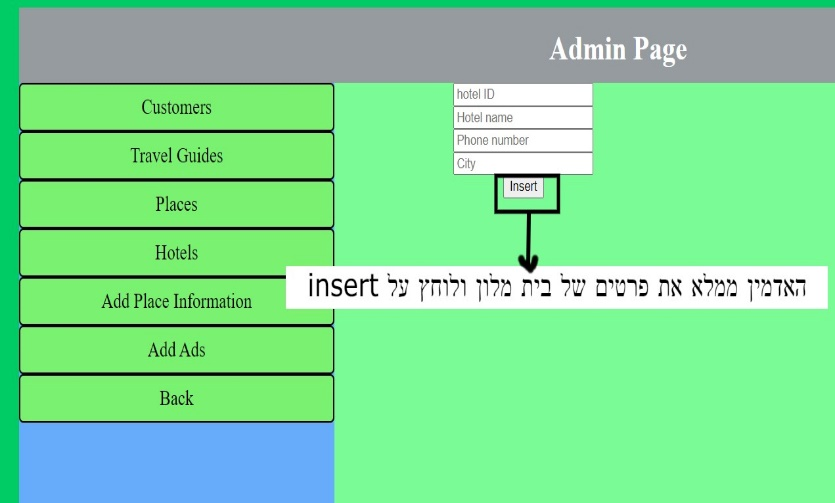 Admin Page
Customers
Travel Guides
Places
Hotels
Add Place Information
Add Ads
Back
hotel ID
Hotel name
Phone number
City
Insert
האדמין ממלא את פרטים של בית מלון ולוחץ על insert